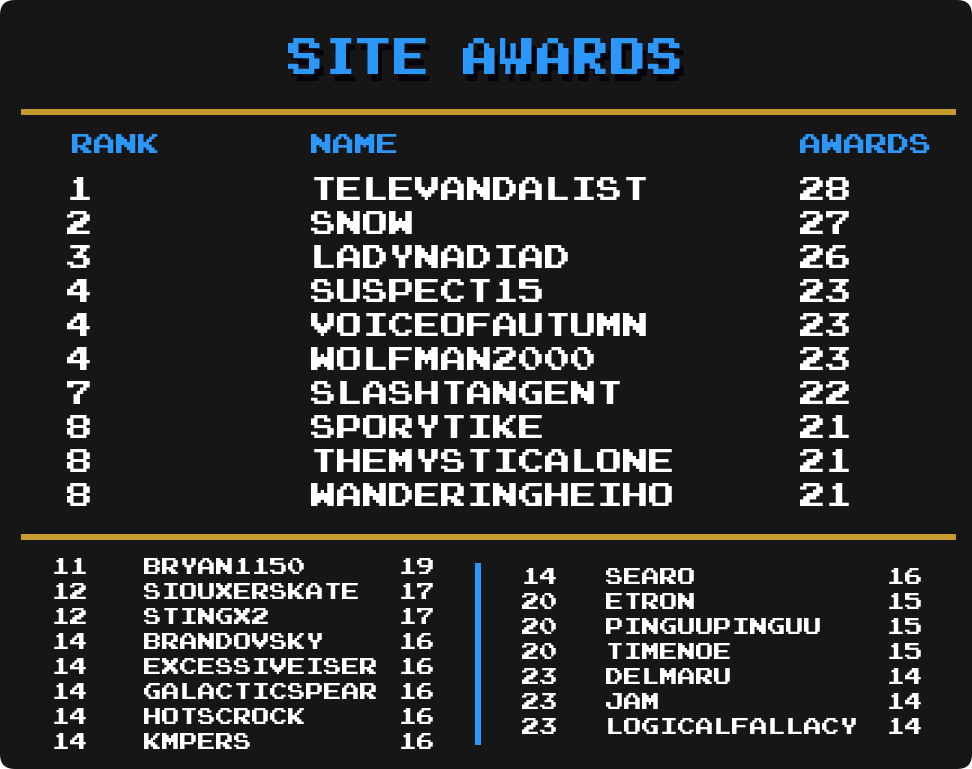 SITE AWARDS
RANK NAME AWARDS
1 TELEVANDALIST 28
2 SNOW 27
3 LADYNADIAD 26
4 SUSPECT15 23
4 VOICEOFAUTUMN 23
4 WOLFMAN2000 23
7 SLASHTANGENT 22
8 SPORYTIKE 21
8 THEMYSTICALONE 21
8 WANDERINGHEIHO 21
11 BRYAN1150 19
12 SIOUXERSKATE 17
12 STINGX2 17
14 BRANDOVSKY 16
14 EXCESSIVEISER 16
14 GALACTICSPEAR 16
14 HOTSCROCK 16
14 KMPERS 16
14 SEARO 16
20 ETRON 15
20 PINGUUPINGUU 15
20 TIMENOE 15
23 DELMARU 14
23 JAM 14
23 LOGICALFALLACY 14